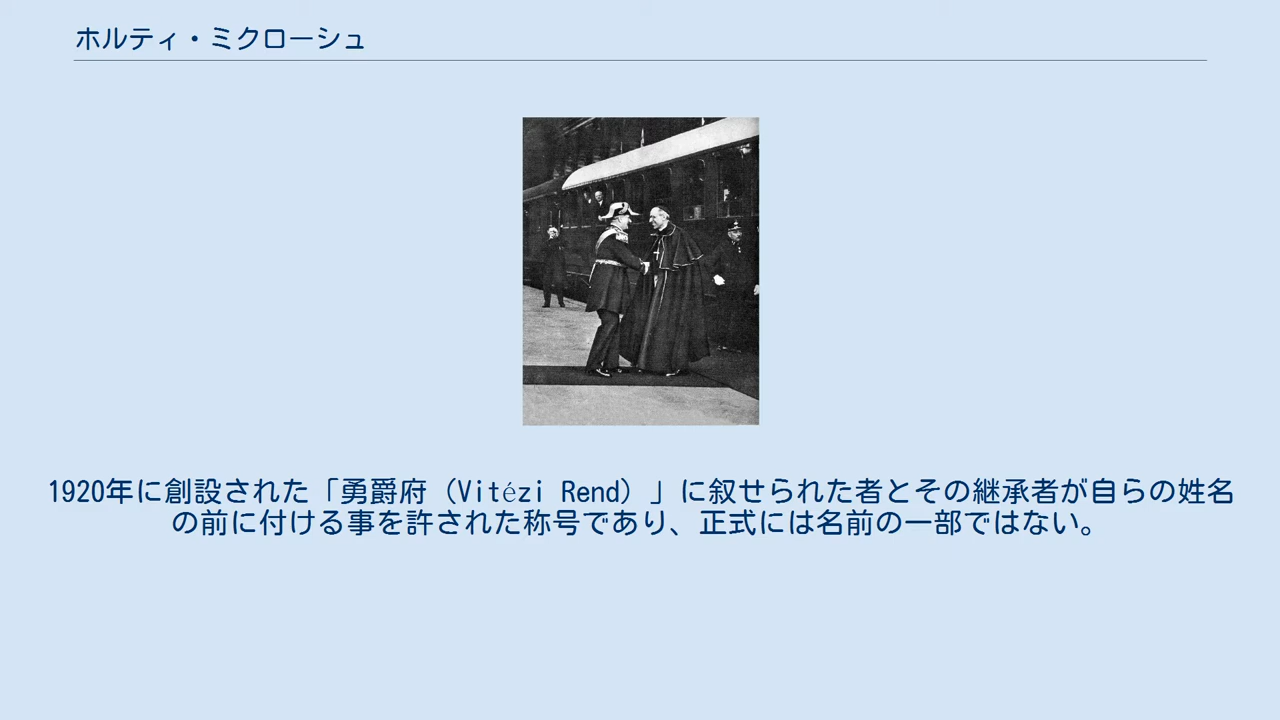 ホルティ・ミクローシュ
1920年に創設された「勇爵府（Vitézi Rend）」に叙せられた者とその継承者が自らの姓名
の前に付ける事を許された称号であり、正式には名前の一部ではない。